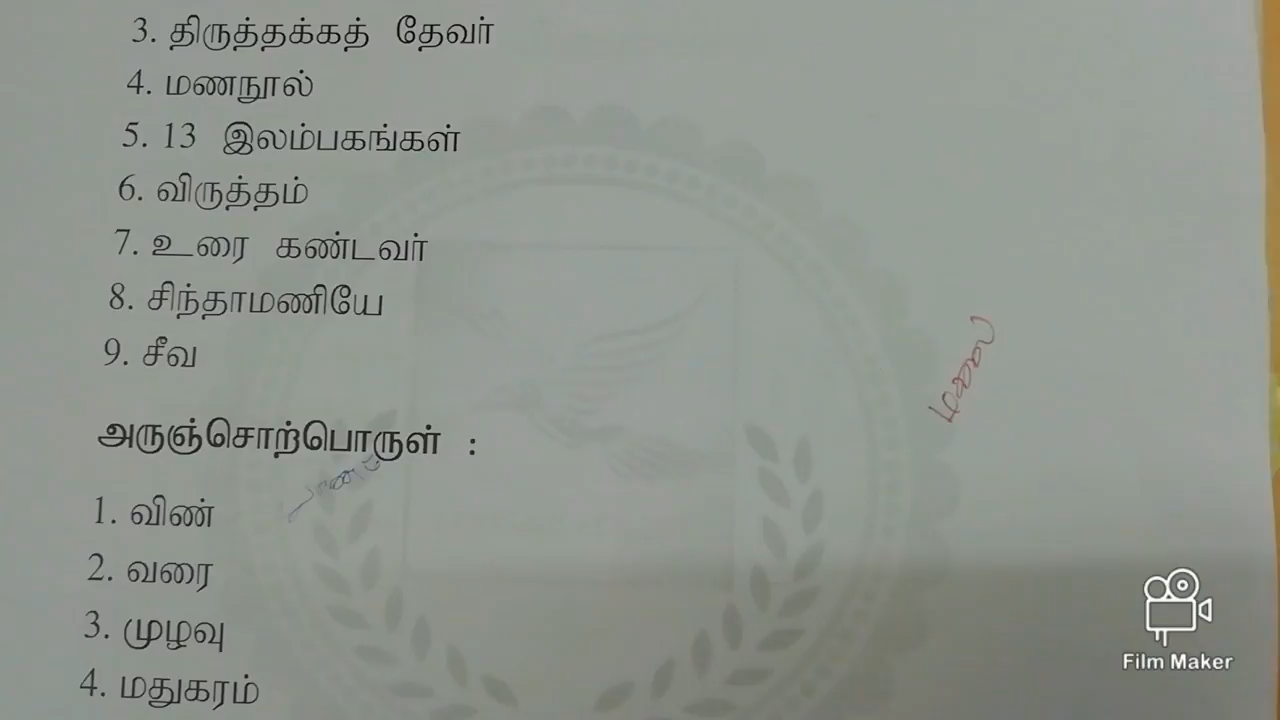 3. திருத்தக்கத் தேவர்
4. மணநூல்
5. 13 இலம்பகங்கள்
6. விருத்தம்
7. உரை கண்டவர்
8. சிந்தாமணியே
9. சீவ
அருஞ்சொற்பொருள் :
1. விண்
2. வரை
3. முழவு
4. மதுகரம்
Film Maker